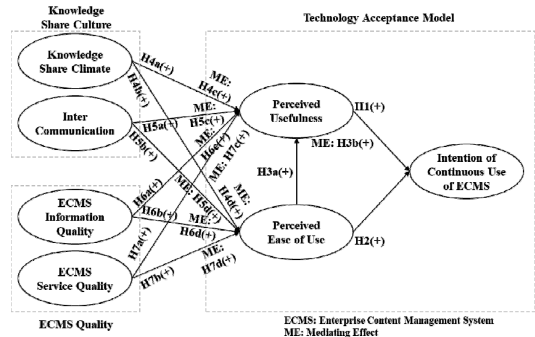 Knowledge
Share Culture
Technology Acceptance Model
Knowledge
Share Climate
H4a(+)
ME:
H4c(+)
H4b(+)
Inter
Communication
ME:
H5a(+)
H5c(+)
H5b(+)
ME:
H6c(+)
ME: H7c(+)
Perceived
Usefulness
H1(+)
ME: H3b(+)
H3a(+)
Intention of
Continuous Use
of ECMS
ECMS
Information
Quality
H6a(+)
H6b(+)
ME:
H6d(+)
ME: H5d(+)
ME:
H4d(+)
Perceived
Ease of Use
H2(+)
ECMS
Service Quality
H7a(+)
H7b(+)
ME:
H7d(+)
ECMS Quality
ECMS: Enterprise Content Management System
ME: Mediating Effect